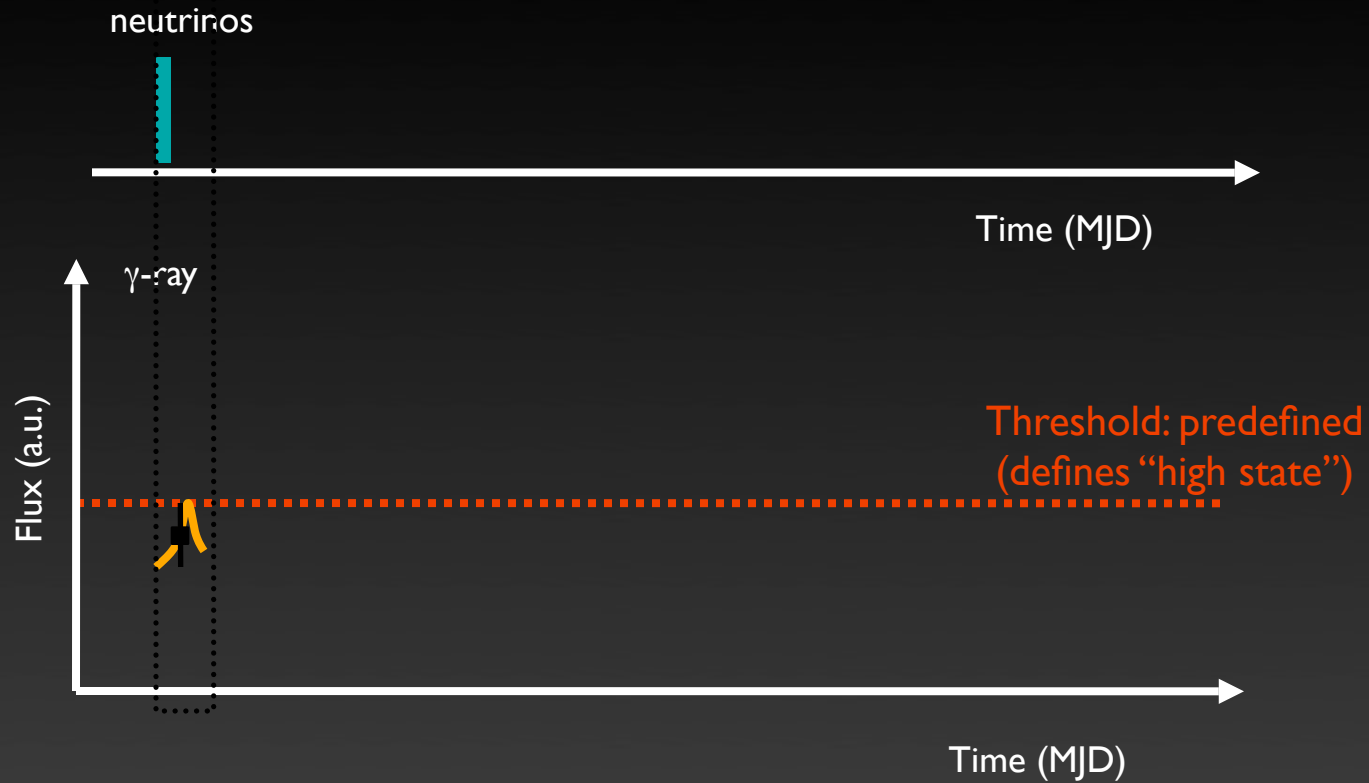 neutrinos
Time (MJD)
γ-ray
Flux (a.u.)
Threshold: predefined
(defines “high state”)
Time (MJD)